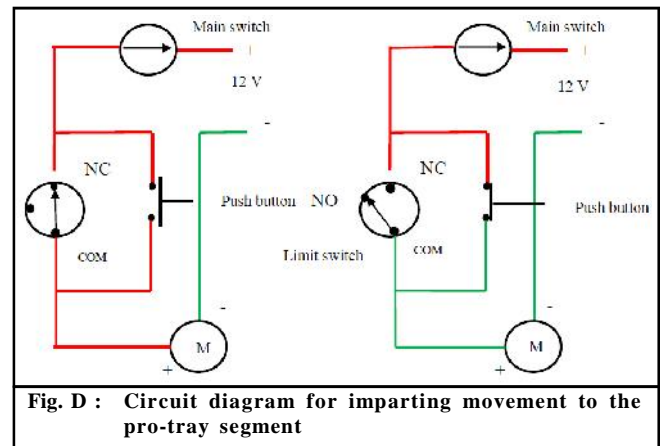 Main switch
+
12 V
-
NC
Push button
COM
-
M
+
Main switch
+
12 V
-
NC
NO
Push button
Limit switch
COM
-
M
+
Fig. D : Circuit diagram for imparting movement to the
pro-tray segment